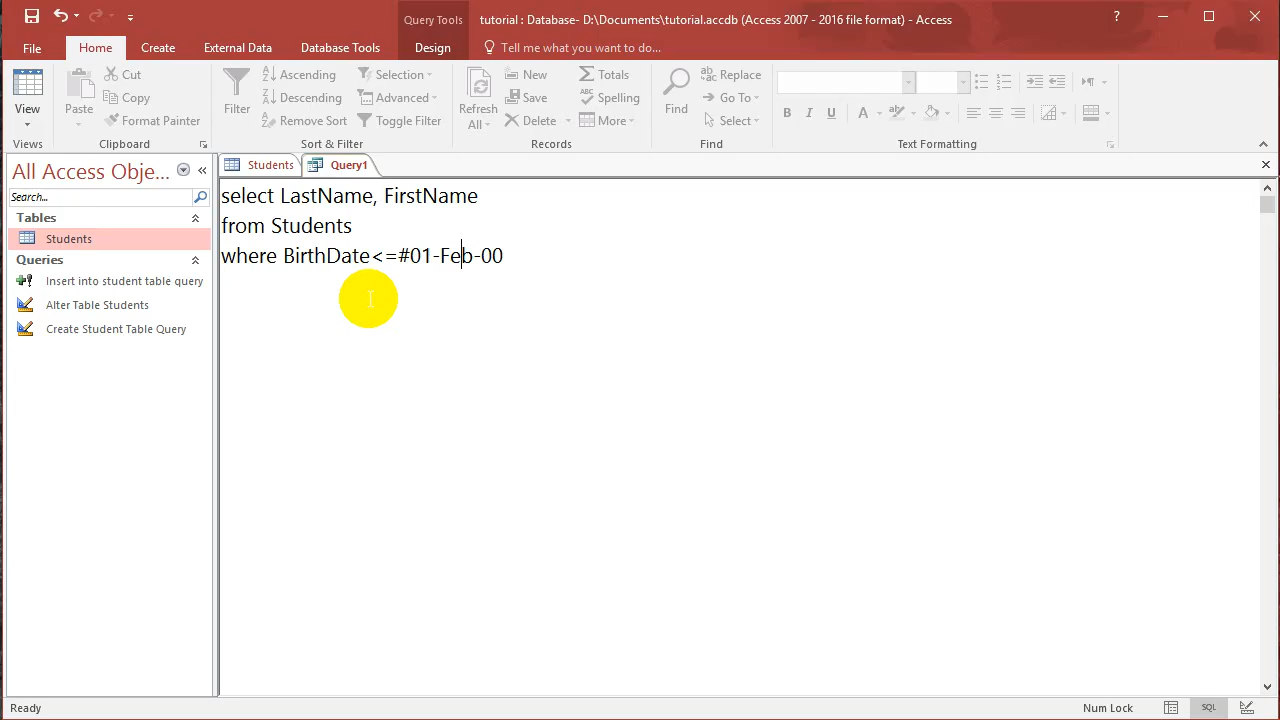 Query Tools
tutorial : Database- D:\Documents\tutorial.accdb (Access 2007 - 2016 file format) - Access
?
File
Home
Create
External Data
Database Tools
Design
Tell me what you want to do...
View
Views
Paste
Cut
Copy
Format Painter
Clipboard
Filter
Ascending
Descending
Remove Sort
Selection
Advanced
Toggle Filter
Sort & Filter
Refresh
All
New
Save
Delete
Totals
Spelling
More
Records
Find
Replace
Go To
Select
Find
B I U A
Text Formatting
All Access Obje...
Search...
Tables
Students
Queries
Insert into student table query
Alter Table Students
Create Student Table Query
Students
Query1
select LastName, FirstName
from Students
where BirthDate<=#01-Feb-00
Ready
Num Lock
SQL